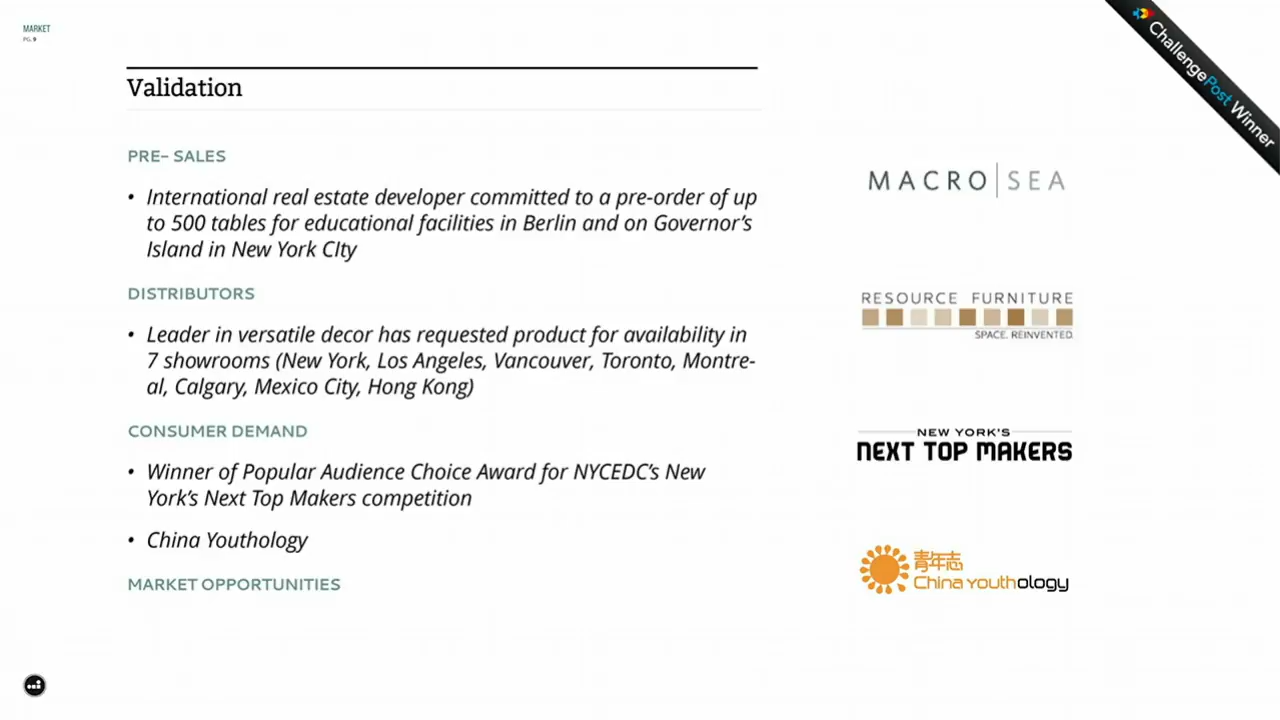 MARKET
PG. 9
ChallengePost Winner
Validation
PRE– SALES
• International real estate developer committed to a pre-order of up
to 500 tables for educational facilities in Berlin and on Governor’s
Island in New York CIty
MACRO|SEA
DISTRIBUTORS
• Leader in versatile decor has requested product for availability in
7 showrooms (New York, Los Angeles, Vancouver, Toronto, Montre-
al, Calgary, Mexico City, Hong Kong)
RESOURCE FURNITURE
SPACE. REINVENTED.
CONSUMER DEMAND
• Winner of Popular Audience Choice Award for NYCEDC’s New
York’s Next Top Makers competition
• China Youthology
NEW YORK'S
NEXT TOP MAKERS
青年志
China youthology
MARKET OPPORTUNITIES